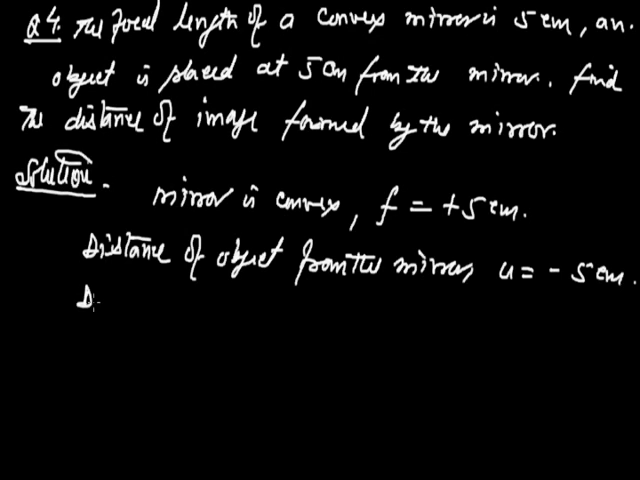 Q4. The focal length of a convex mirror is 5 cm, an
object is placed at 5 cm from the mirror. find
The distance of image formed by the mirror.
Solution.
mirror is convex, f = +5 cm.
Distance of object from the mirror, u = - 5 cm.
D